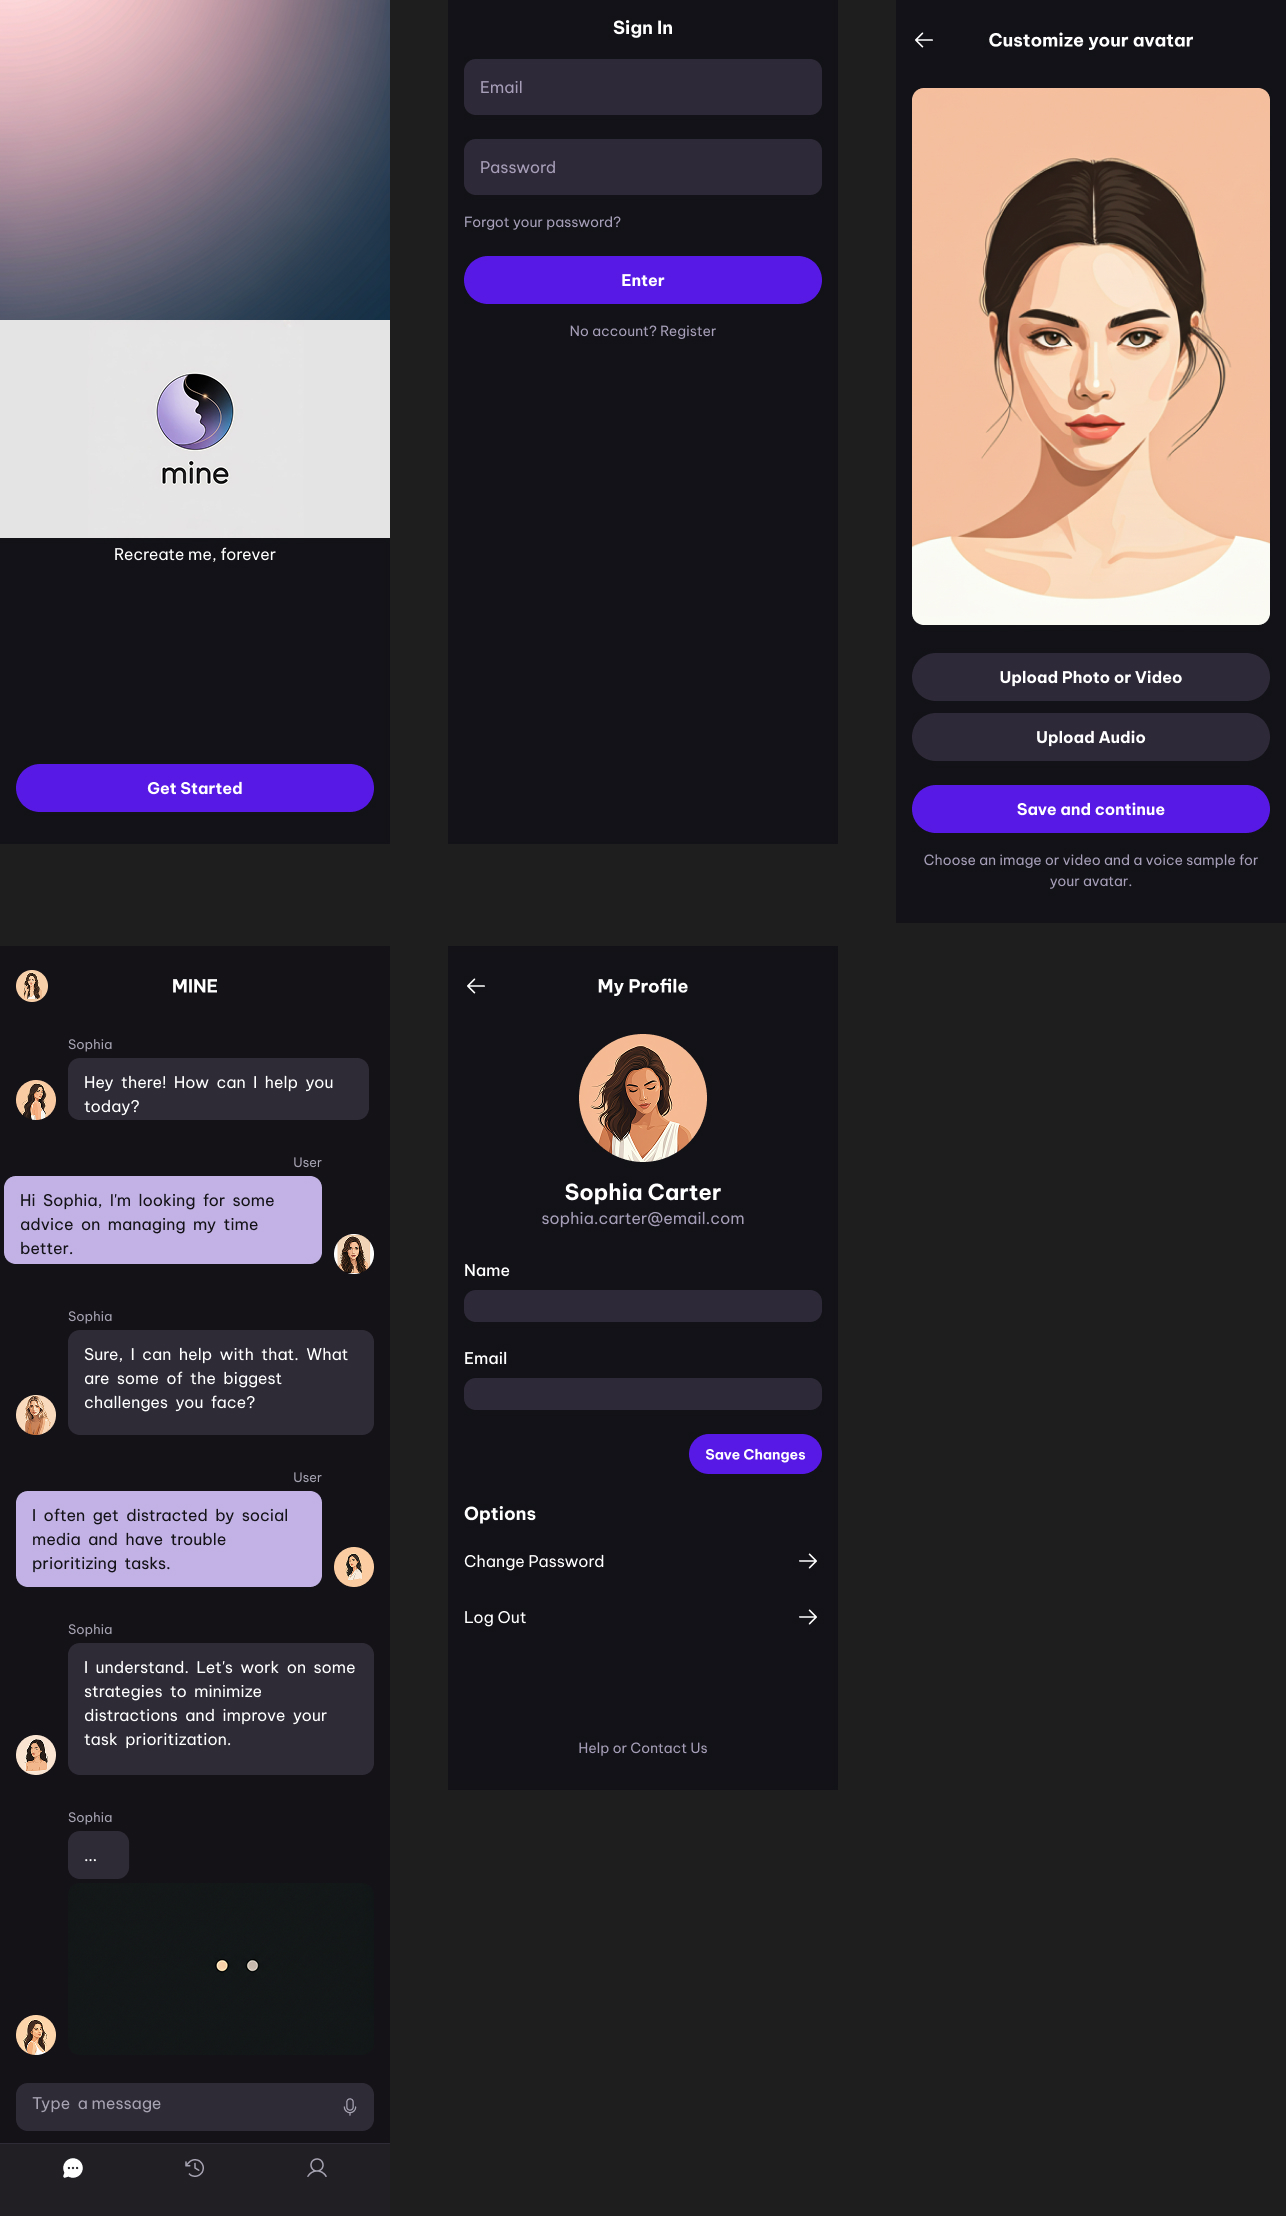 mine
Recreate me, forever
Get Started
Sign In
Email
Password
Forgot your password?
Enter
No account? Register
Customize your avatar
Upload Photo or Video
Upload Audio
Save and continue
Choose an image or video and a voice sample for
your avatar.
MINE
Sophia
Hey there! How can I help you
today?
User
Hi Sophia, I'm looking for some
advice on managing my time
better.
Sophia
Sure, I can help with that. What
are some of the biggest
challenges you face?
User
I often get distracted by social
media and have trouble
prioritizing tasks.
Sophia
I understand. Let's work on some
strategies to minimize
distractions and improve your
task prioritization.
Sophia
...
Type a message
My Profile
Sophia Carter
sophia.carter@email.com
Name
Email
Save Changes
Options
Change Password
Log Out
Help or Contact Us